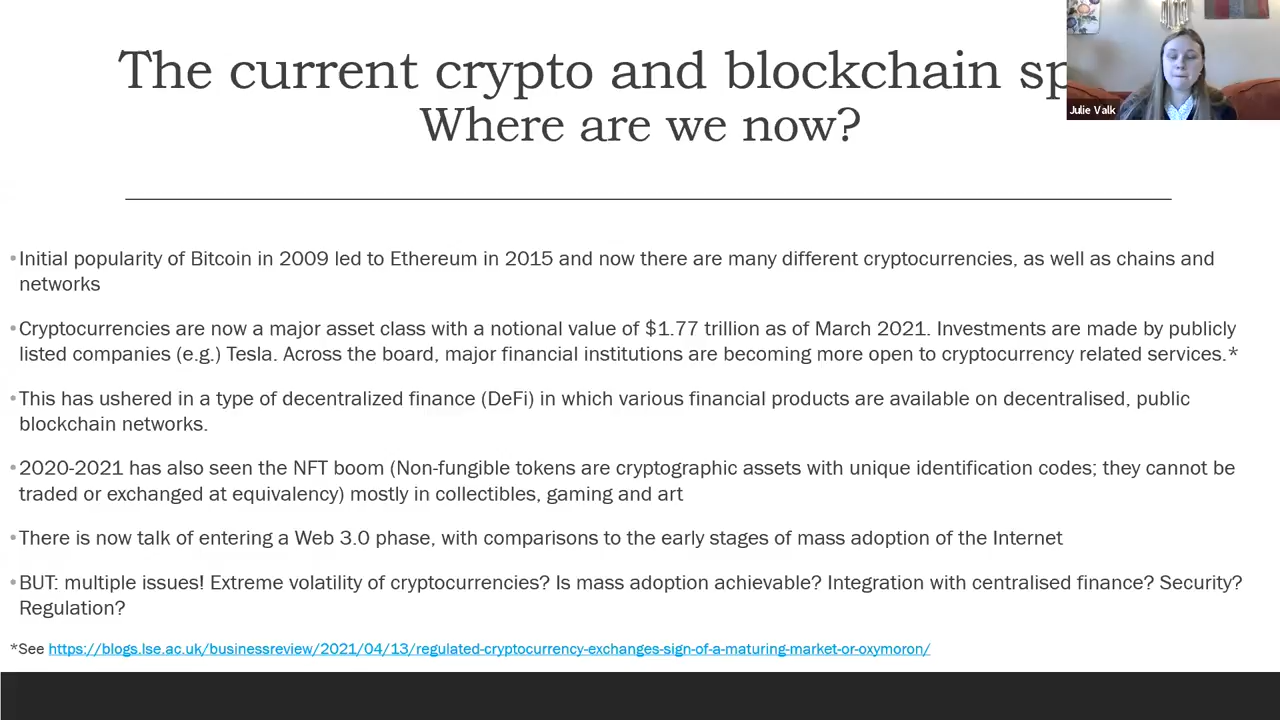 The current crypto and blockchain
Where are we now?
Julie Valk
•Initial popularity of Bitcoin in 2009 led to Ethereum in 2015 and now there are many different cryptocurrencies, as well as chains and
networks
•Cryptocurrencies are now a major asset class with a notional value of $1.77 trillion as of March 2021. Investments are made by publicly
listed companies (e.g.) Tesla. Across the board, major financial institutions are becoming more open to cryptocurrency related services.*
•This has ushered in a type of decentralized finance (DeFi) in which various financial products are available on decentralised, public
blockchain networks.
•2020-2021 has also seen the NFT boom (Non-fungible tokens are cryptographic assets with unique identification codes; they cannot be
traded or exchanged at equivalency) mostly in collectibles, gaming and art
•There is now talk of entering a Web 3.0 phase, with comparisons to the early stages of mass adoption of the Internet
•BUT: multiple issues! Extreme volatility of cryptocurrencies? Is mass adoption achievable? Integration with centralised finance? Security?
Regulation?
*See https://blogs.lse.ac.uk/businessreview/2021/04/13/regulated-cryptocurrency-exchanges-sign-of-a-maturing-market-or-oxymoron/